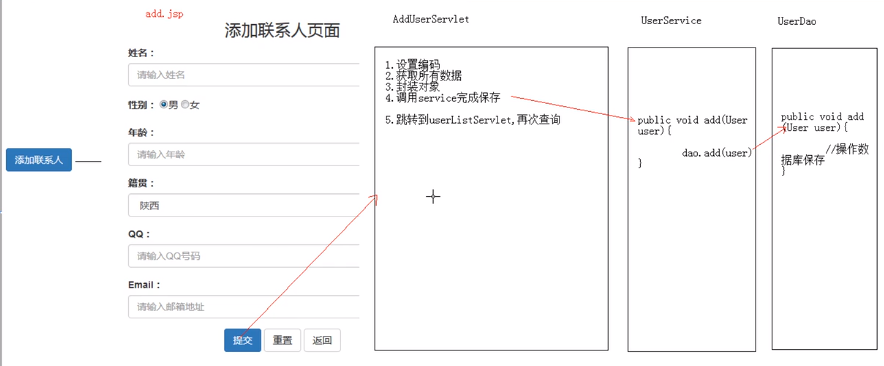 add.jsp
添加联系人页面
姓名：
请输入姓名
性别： 男 女
年龄：
请输入年龄
添加联系人
籍贯：
陕西
QQ：
请输入QQ号码
Email：
请输入邮箱地址
提交 重置 返回
AddUserServlet
1.设置编码
2.获取所有数据
3.封装对象
4.调用service完成保存
5.跳转到userListServlet,再次查询
UserService
public void add(User
user){
dao.add(user)
}
UserDao
public void add
(User user){
//操作数
据库保存
}